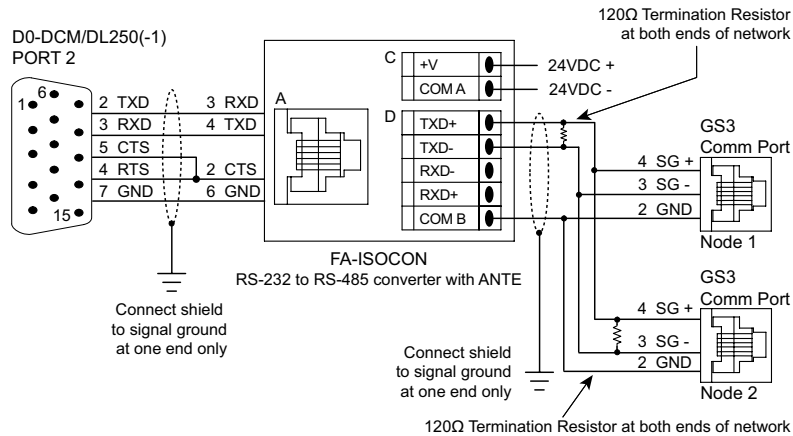 120Ω Termination Resistor
at both ends of network
D0-DCM/DL250(-1)
PORT 2
6
1
15
2 TXD
3 RXD
5 CTS
4 RTS
7 GND
3 RXD
4 TXD
2 CTS
6 GND
A
C
+V
COM A
24VDC +
24VDC -
D
TXD+
TXD-
RXD-
RXD+
COM B
FA-ISOCON
RS-232 to RS-485 converter with ANTE
Connect shield
to signal ground
at one end only
Connect shield
to signal ground
at one end only
GS3
Comm Port
4 SG +
3 SG -
2 GND
Node 1
GS3
Comm Port
4 SG +
3 SG -
2 GND
Node 2
120Ω Termination Resistor at both ends of network